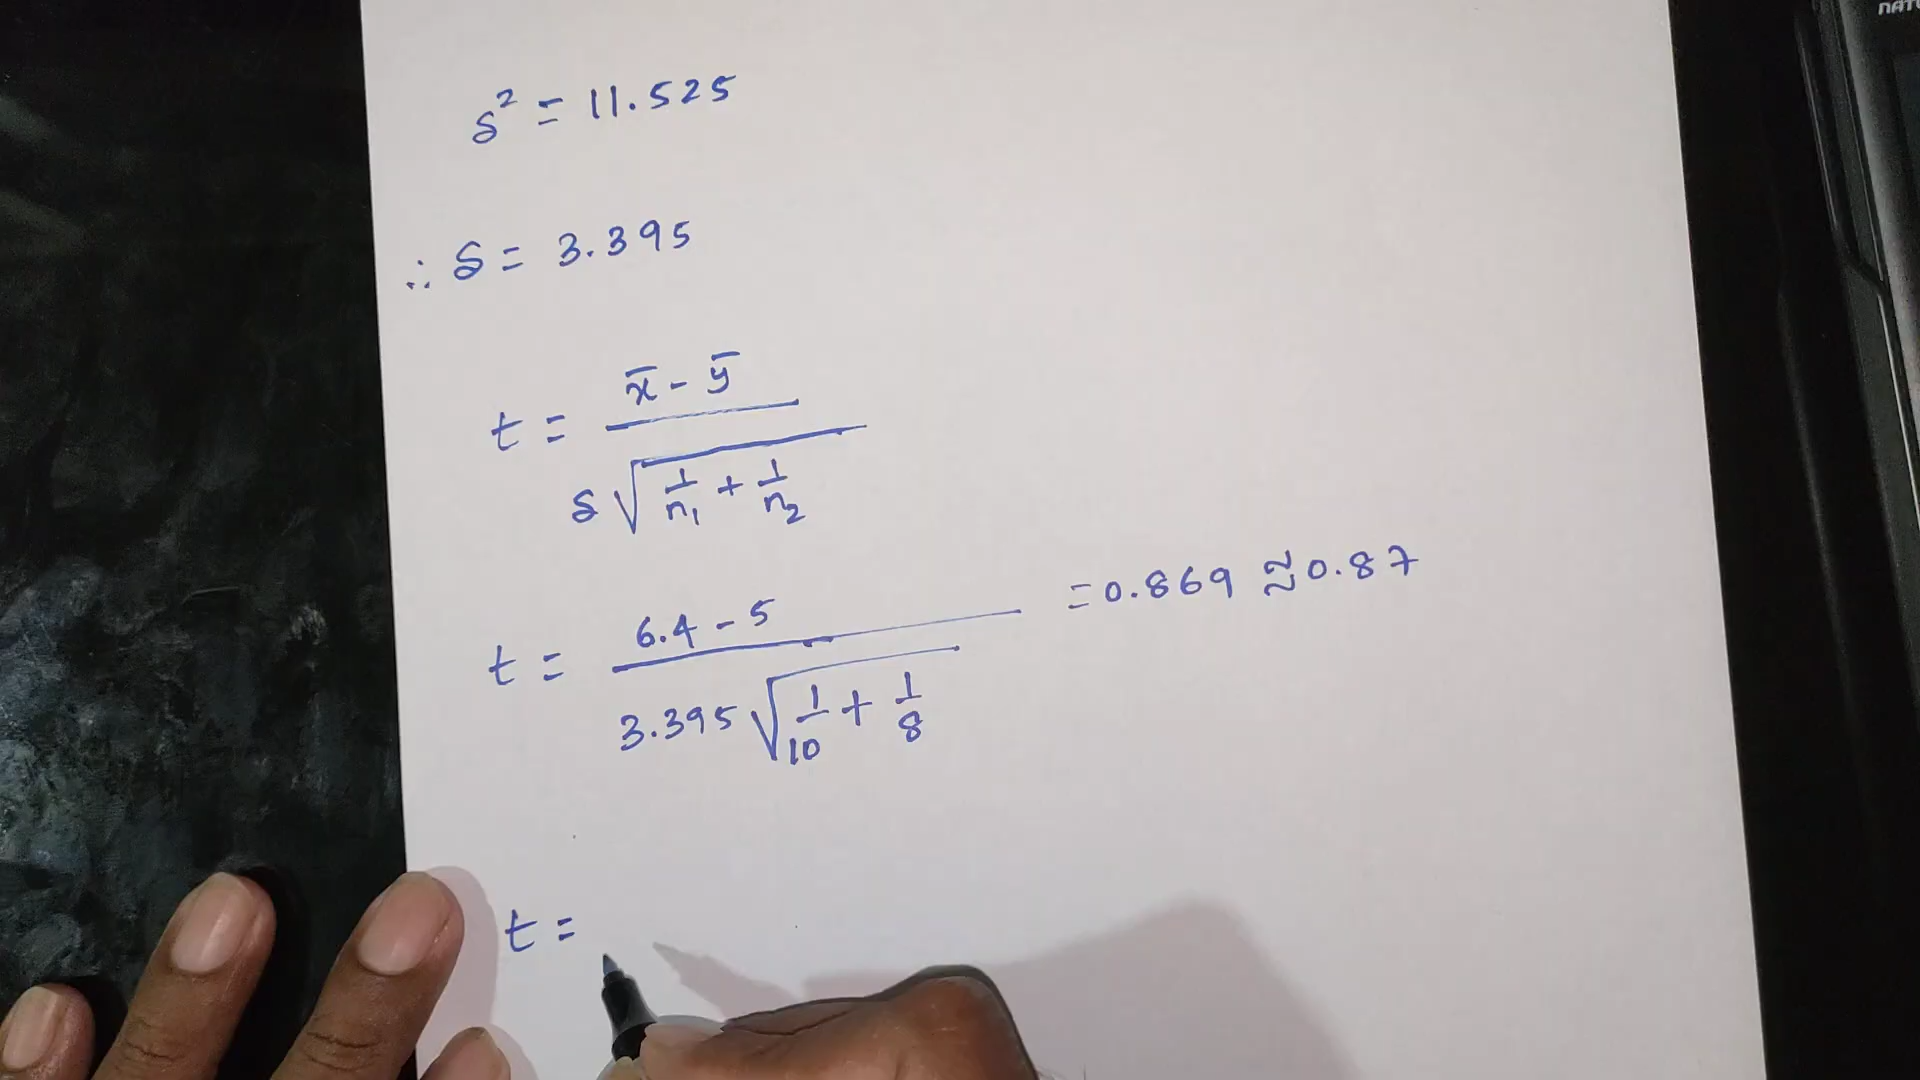 s² = 11.525
∴ s = 3.395
t = x̄ - ȳ / s √ 1/n₁ + 1/n₂
t = 6.4 - 5 / 3.395 √ 1/10 + 1/8 = 0.869 ≈ 0.87
t =